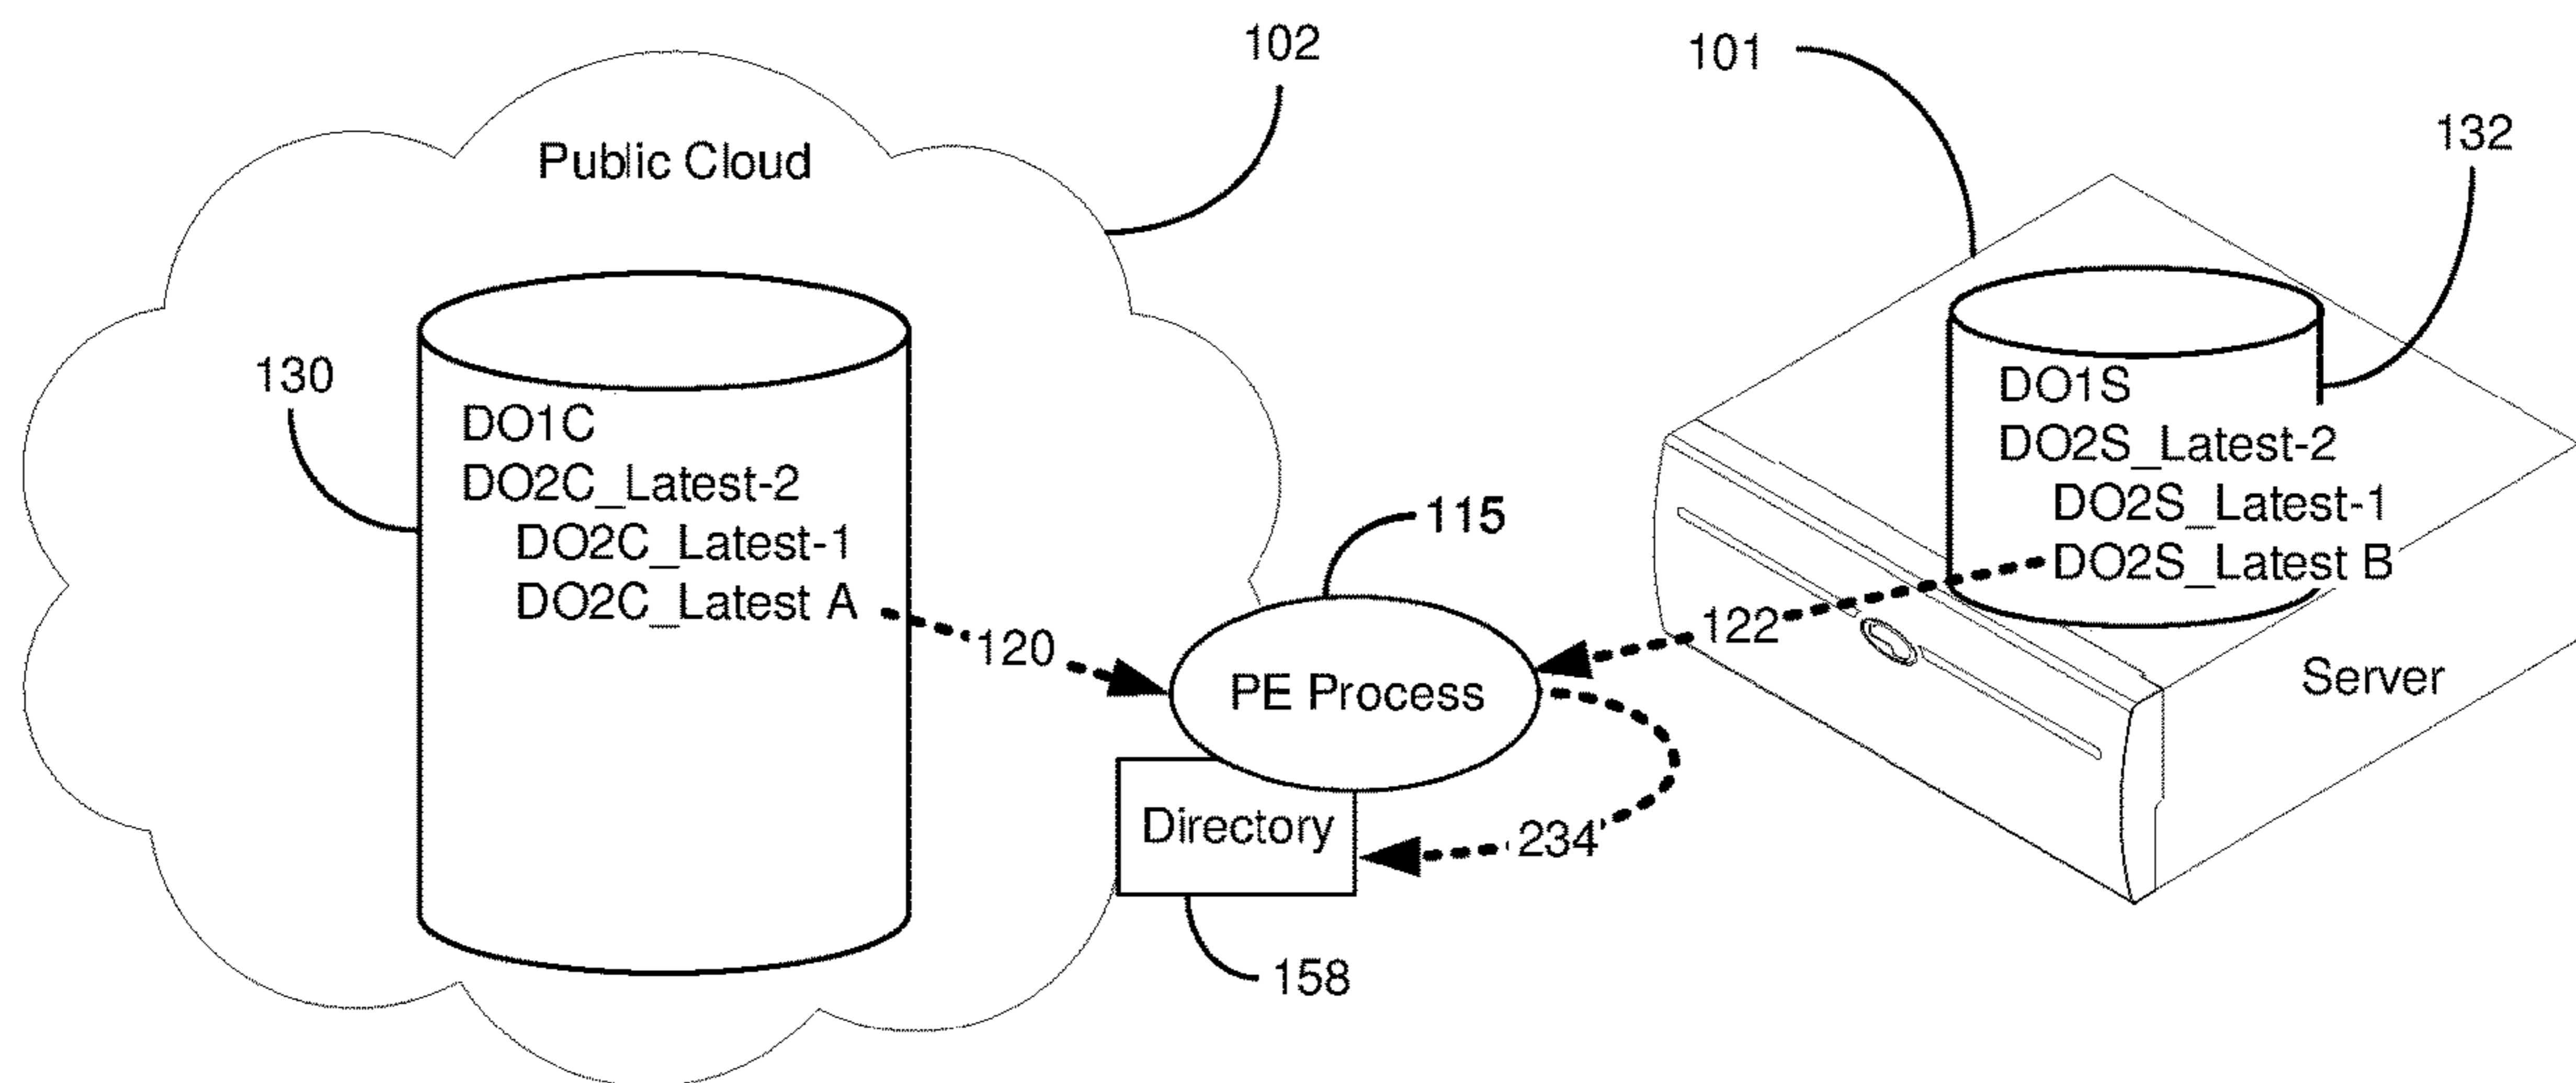 102
101
132
Public Cloud
130
DO1C
DO2C_Latest-2
DO2C_Latest-1
DO2C_Latest A
DO1S
DO2S_Latest-2
DO2S_Latest-1
DO2S_Latest B
115
120
122
PE Process
Server
Directory
234
158